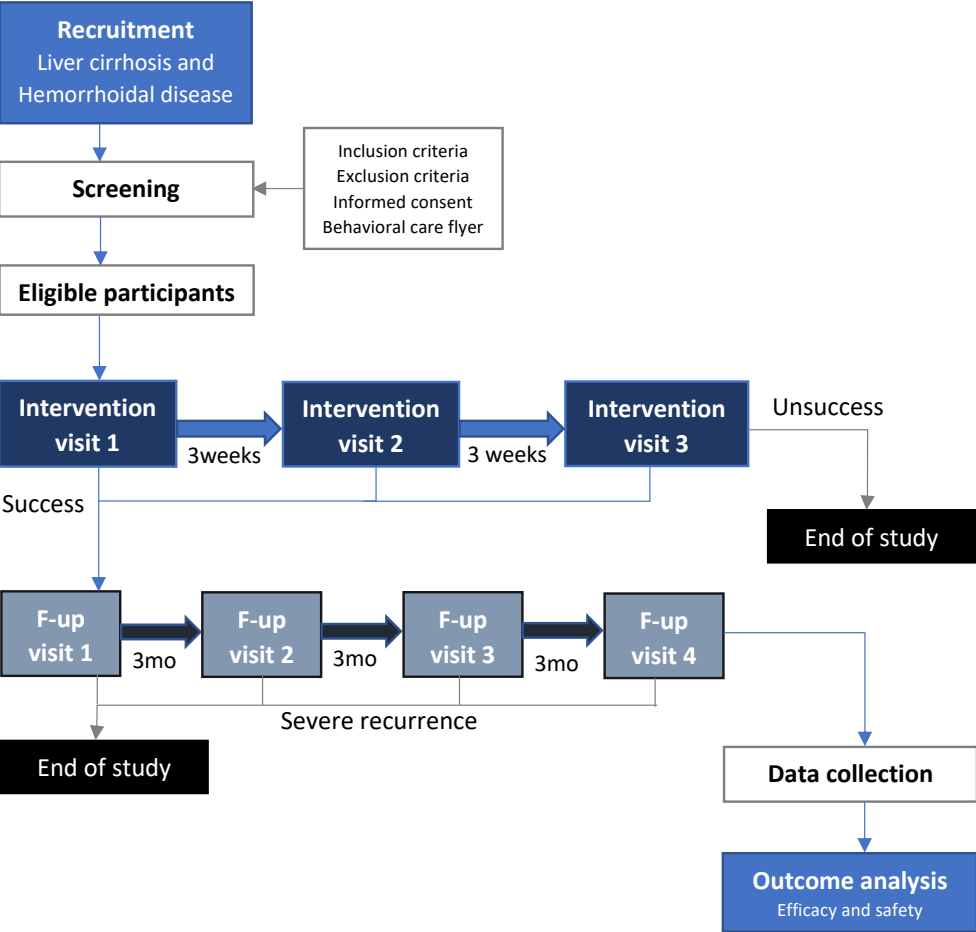 Recruitment
Liver cirrhosis and
Hemorrhoidal disease
Inclusion criteria
Exclusion criteria
Informed consent
Behavioral care flyer
Screening
Eligible participants
Intervention
visit 1
3weeks
Intervention
visit 2
3 weeks
Intervention
visit 3
Unsuccess
End of study
Success
F-up
visit 1
3mo
F-up
visit 2
3mo
F-up
visit 3
3mo
F-up
visit 4
Severe recurrence
End of study
Data collection
Outcome analysis
Efficacy and safety